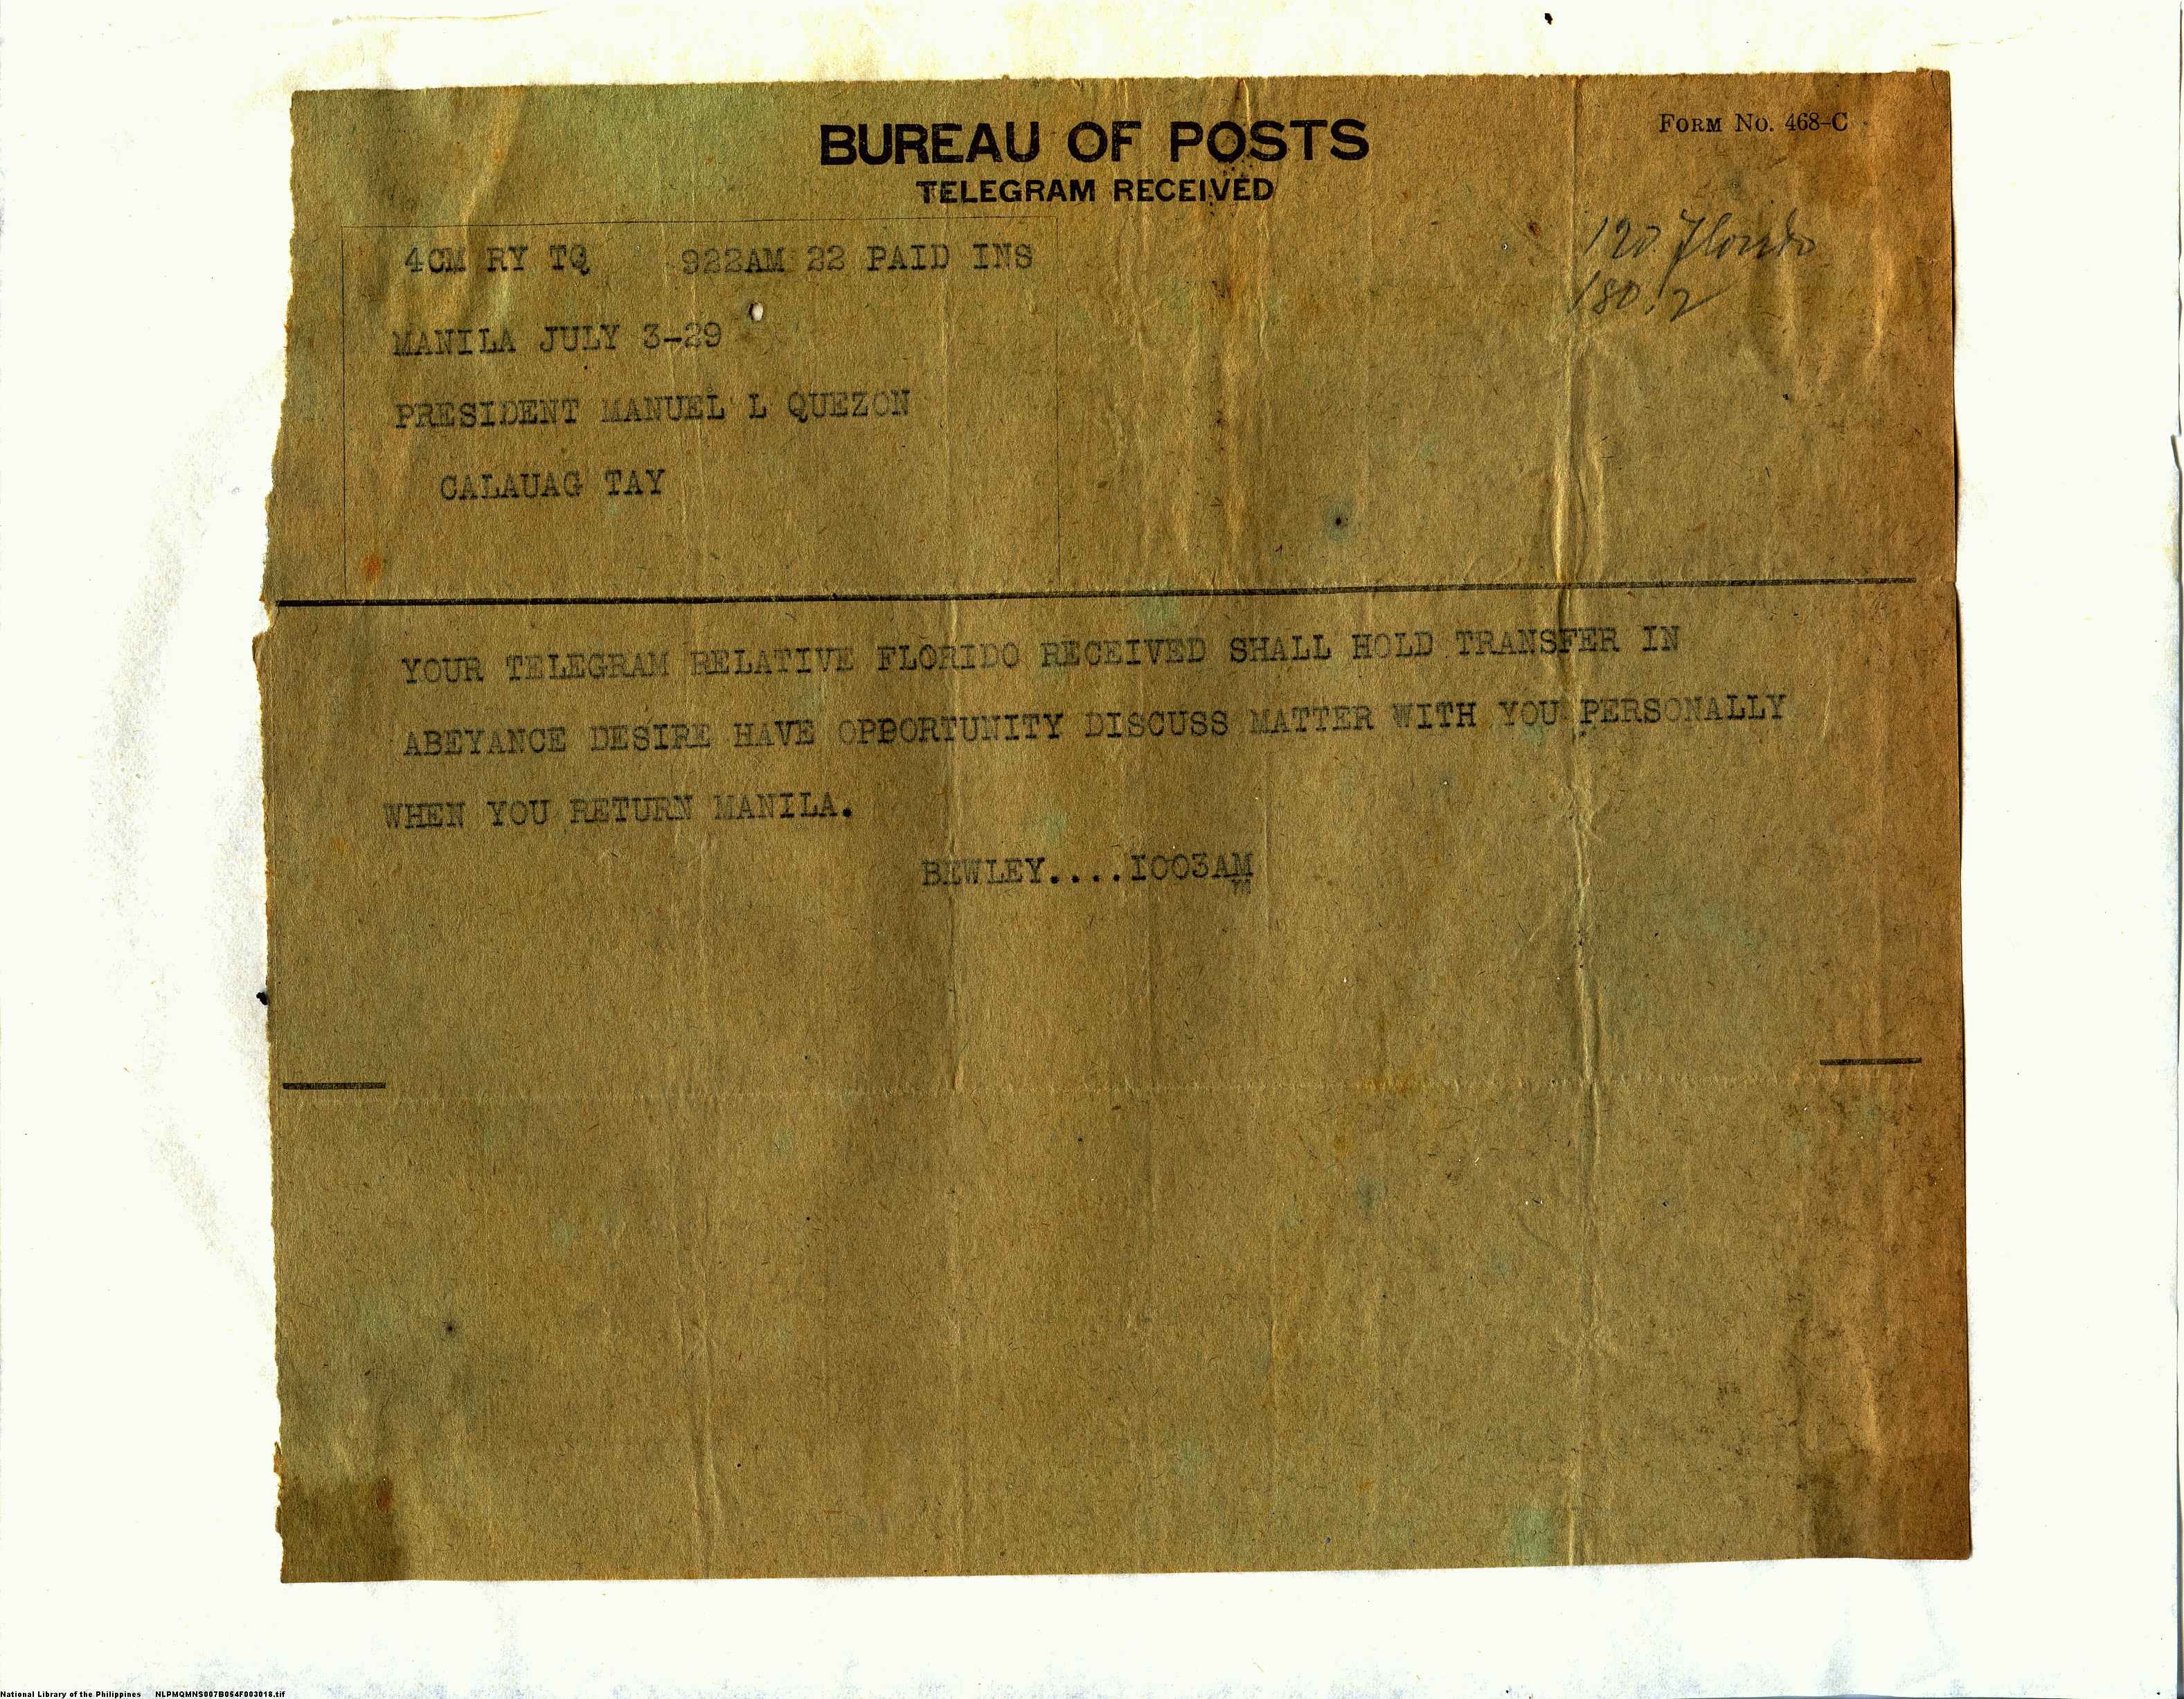 BUREAU OF POSTS
TELEGRAM RECEIVED
FORM NO. 468-C
120. Florido
180.2
4CM RY TQ 922AM 22 PAID INS
MANILA JULY 3-29
PRESIDENT MANUEL L QUEZON
CALAUAG TAY
YOUR TELEGRAM RELATIVE FLORIDO RECEIVED SHALL HOLD TRANSFER IN
ABEYANCE DESIRE HAVE OPPORTUNITY DISCUSS MATTER WITH YOU PERSONALLY
WHEN YOU RETURN MANILA.
BEWLEY....I003AM
m
National Library of the Philippines NLPMQMNS007B054F003018.tif